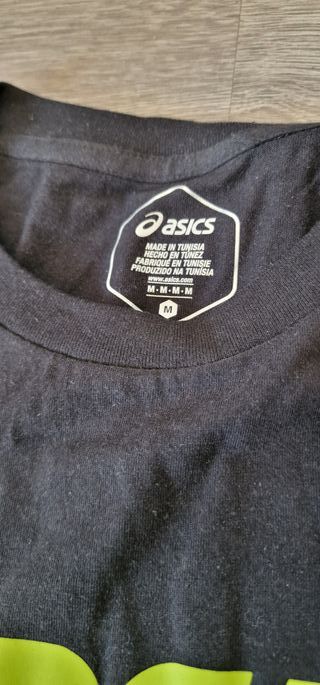 asics
MADE IN TUNISIA
HECHO EN TÚNEZ
FABRIQUÉ EN TUNISIE
PRODUZIDO NA TUNÍSIA
www.asics.com
M·M·M·M
M